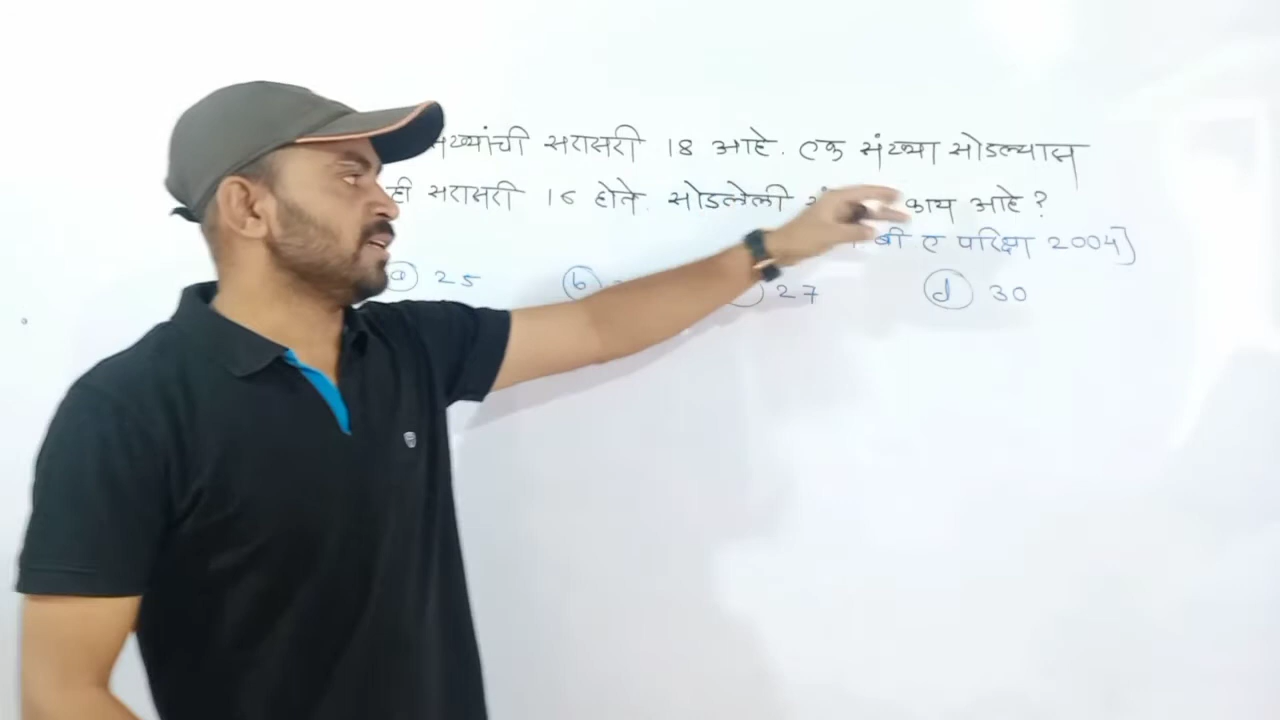 सरासरी 18 आहे. एक संख्या सोडल्यास
सरासरी 16 होते. सोडलेली काय आहे ?
बी ए परिक्षा 2004]
(a) 25 (b) 27 (d) 30